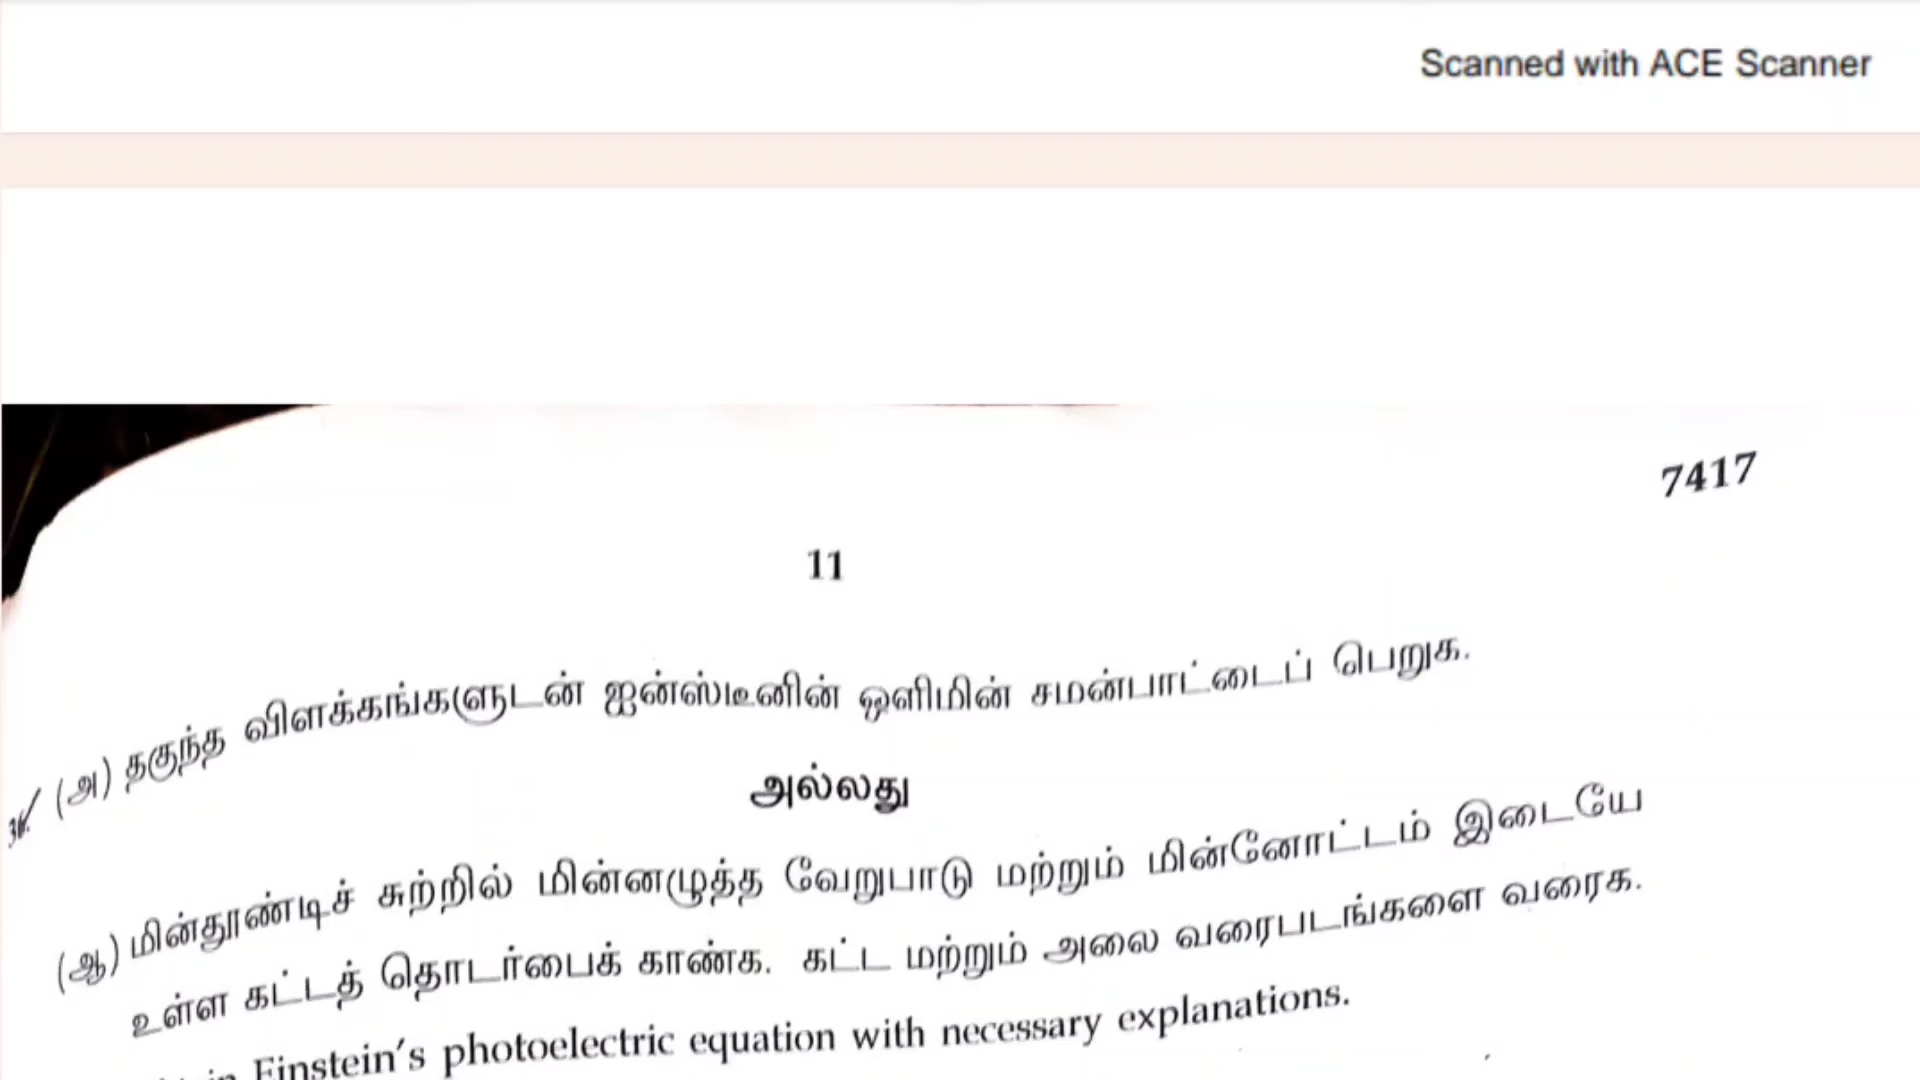 Scanned with ACE Scanner
7417
11
(அ) தகுந்த விளக்கங்களுடன் ஐன்ஸ்டீனின் ஒளிமின் சமன்பாட்டைப் பெறுக.
அல்லது
(ஆ) மின்தூண்டிச் சுற்றில் மின்னழுத்த வேறுபாடு மற்றும் மின்னோட்டம் இடையே
உள்ள கட்டத் தொடர்பைக் காண்க. கட்ட மற்றும் அலை வரைபடங்களை வரைக.
Einstein's photoelectric equation with necessary explanations.